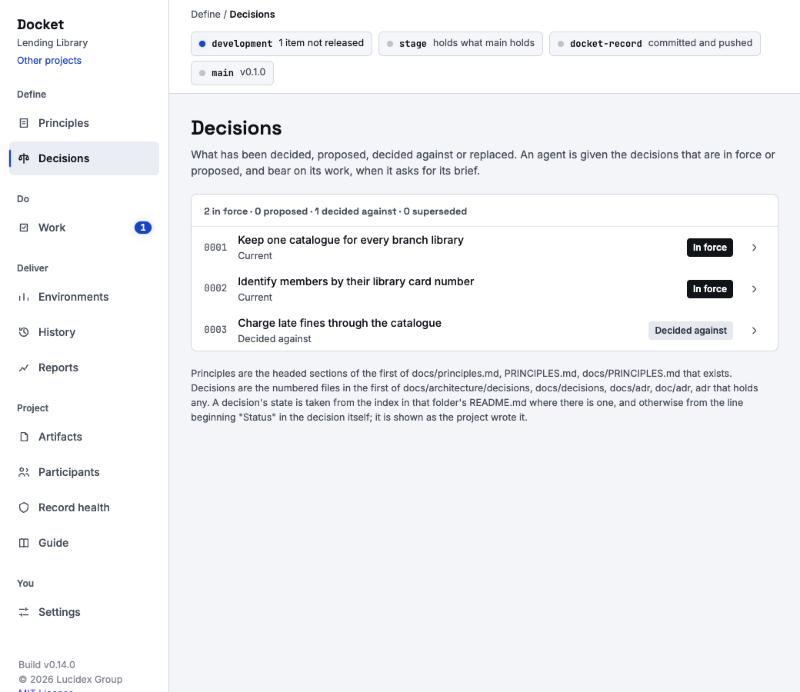 Docket
Lending Library
Other projects
Define
Principles
Decisions
Do
Work 1
Deliver
Environments
History
Reports
Project
Artifacts
Participants
Record health
Guide
You
Settings
Build v0.14.0
© 2026 Lucidex Group
Define / Decisions
development 1 item not released
stage holds what main holds
docket-record committed and pushed
main v0.1.0
Decisions
What has been decided, proposed, decided against or replaced. An agent is given the decisions that are in force or
proposed, and bear on its work, when it asks for its brief.
2 in force · 0 proposed · 1 decided against · 0 superseded
0001 Keep one catalogue for every branch library
Current
In force
0002 Identify members by their library card number
Current
In force
0003 Charge late fines through the catalogue
Decided against
Decided against
Principles are the headed sections of the first of docs/principles.md, PRINCIPLES.md, docs/PRINCIPLES.md that exists.
Decisions are the numbered files in the first of docs/architecture/decisions, docs/decisions, docs/adr, doc/adr, adr that holds
any. A decision's state is taken from the index in that folder's README.md where there is one, and otherwise from the line
beginning "Status" in the decision itself; it is shown as the project wrote it.